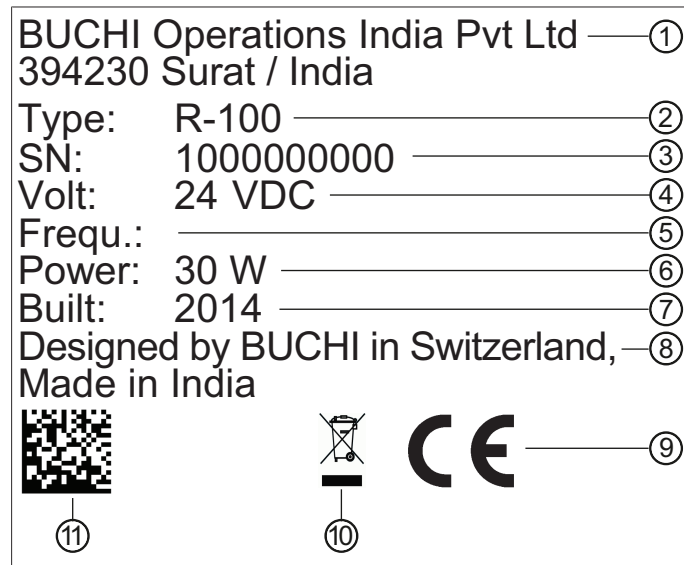 BUCHI Operations India Pvt Ltd ①
394230 Surat / India
Type: R-100 ②
SN: 1000000000 ③
Volt: 24 VDC ④
Frequ.: ⑤
Power: 30 W ⑥
Built: 2014 ⑦
Designed by BUCHI in Switzerland, ⑧
Made in India
CE ⑨
⑪ ⑩